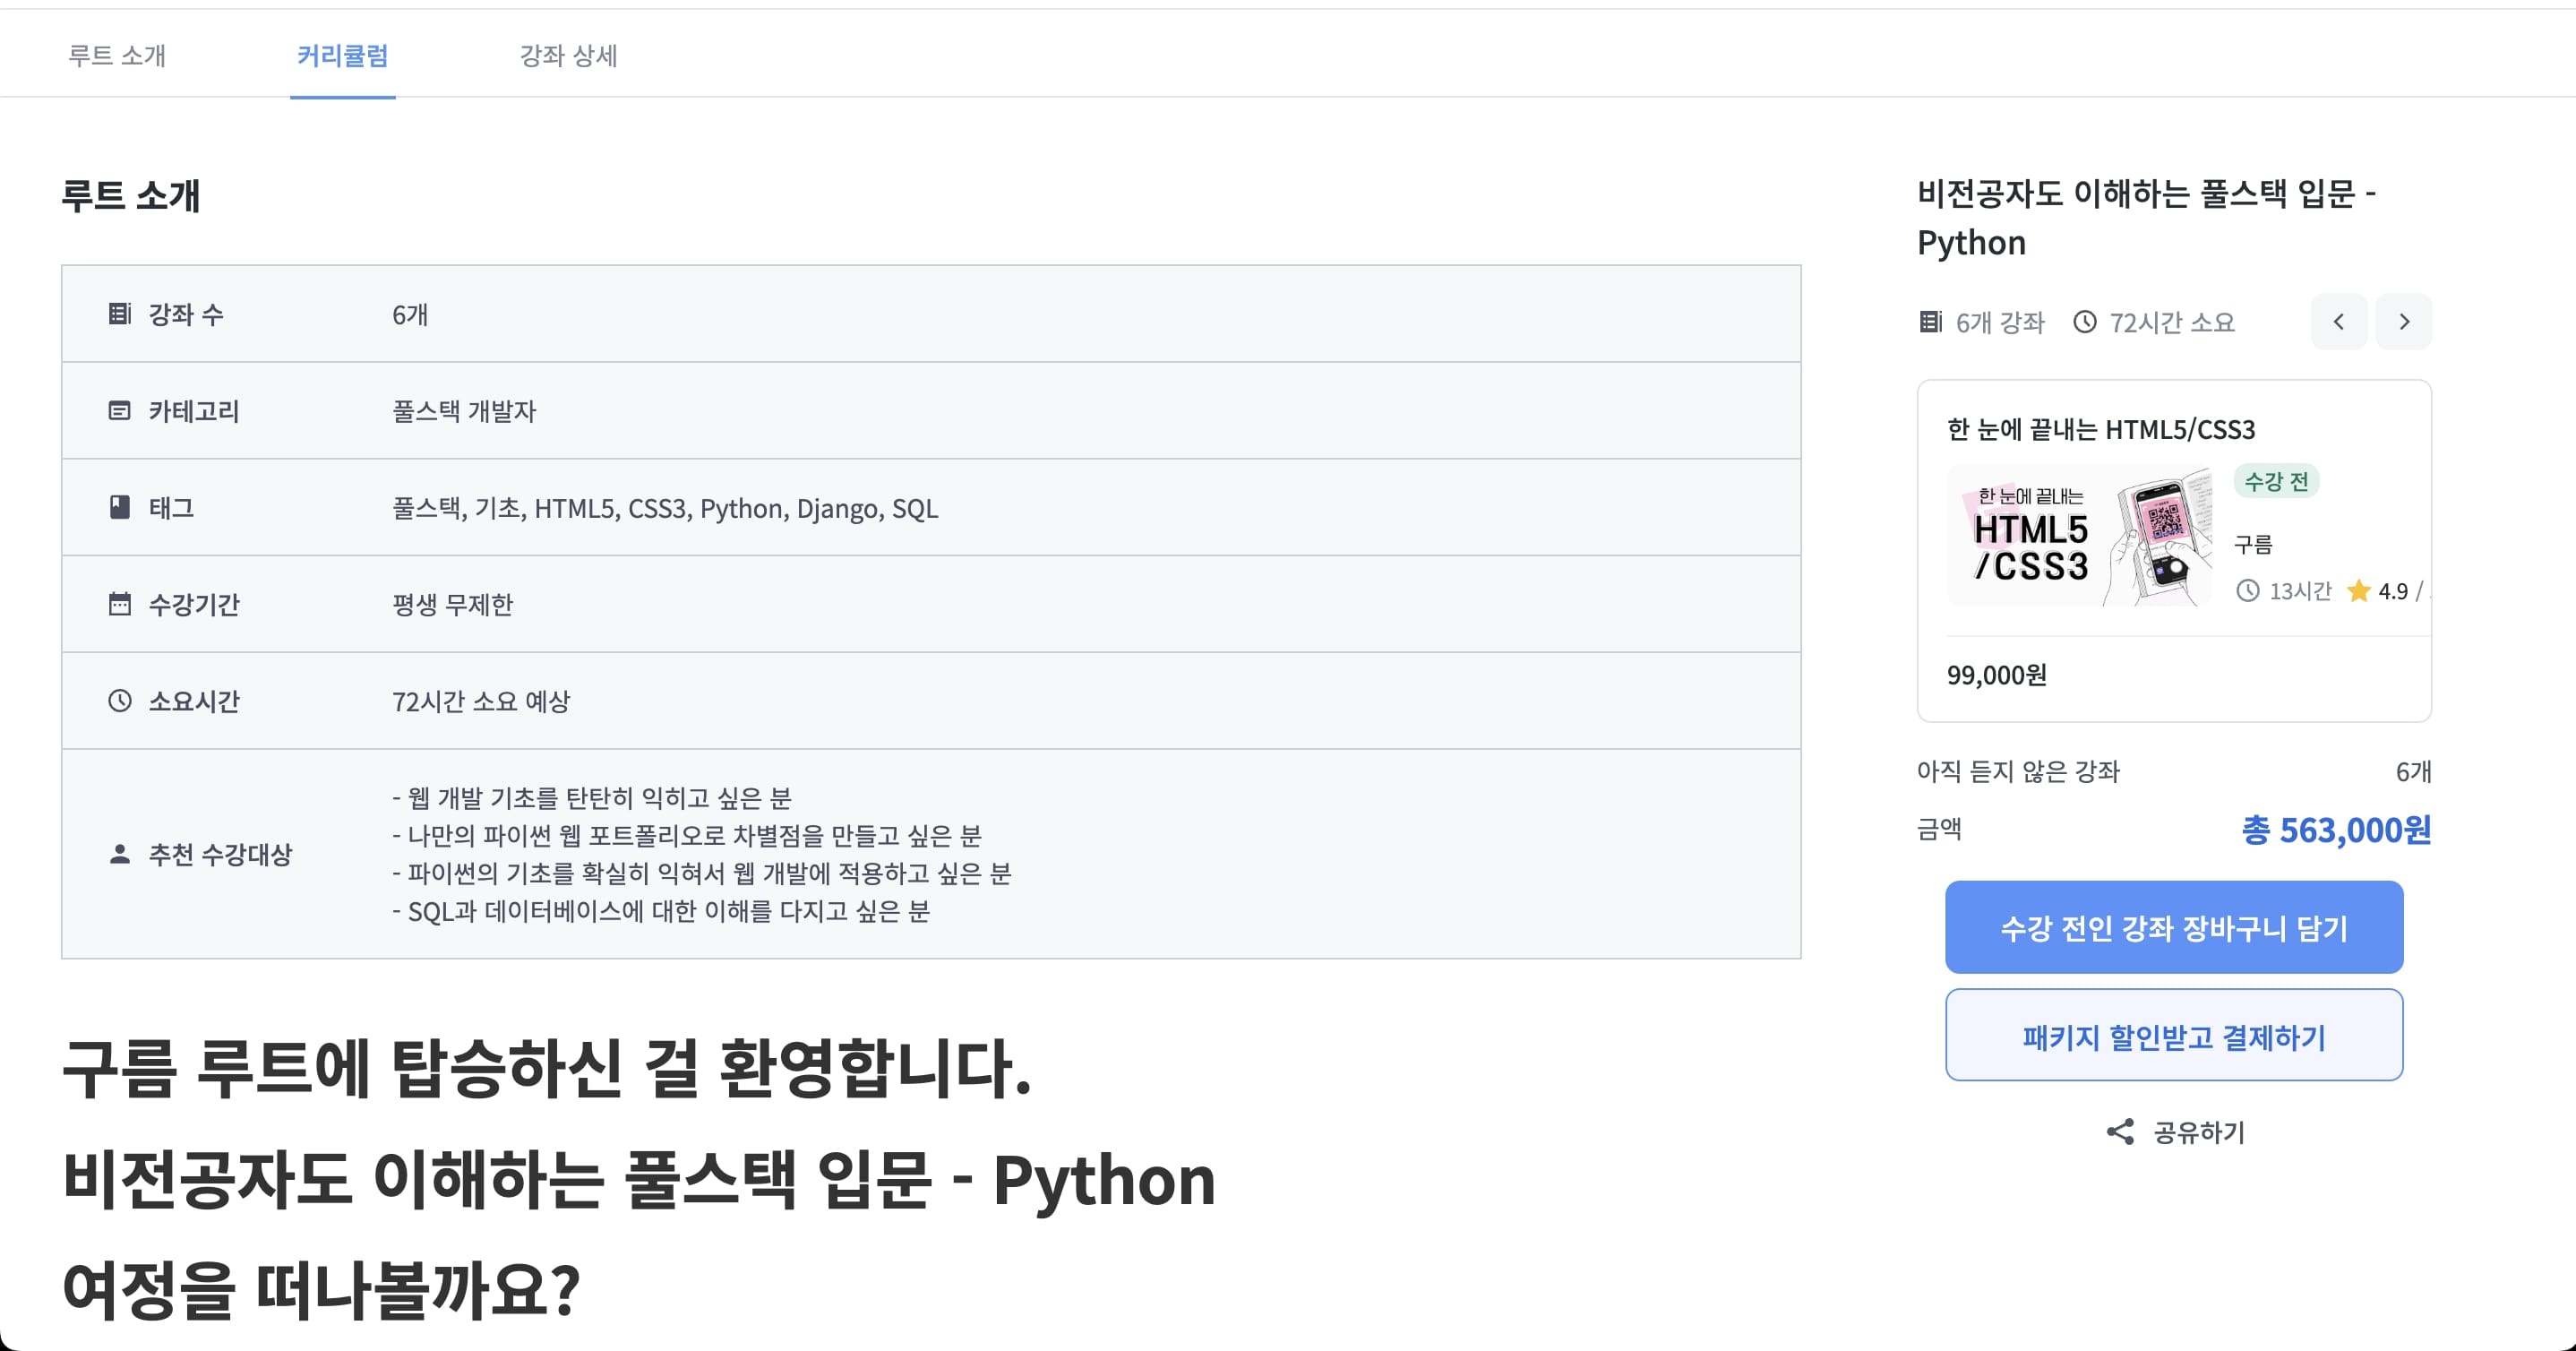 루트 소개
커리큘럼
강좌 상세
루트 소개
강좌 수
6개
카테고리
풀스택 개발자
태그
풀스택, 기초, HTML5, CSS3, Python, Django, SQL
수강기간
평생 무제한
소요시간
72시간 소요 예상
추천 수강대상
- 웹 개발 기초를 탄탄히 익히고 싶은 분
- 나만의 파이썬 웹 포트폴리오로 차별점을 만들고 싶은 분
- 파이썬의 기초를 확실히 익혀서 웹 개발에 적용하고 싶은 분
- SQL과 데이터베이스에 대한 이해를 다지고 싶은 분
구름 루트에 탑승하신 걸 환영합니다.
비전공자도 이해하는 풀스택 입문 - Python
여정을 떠나볼까요?
비전공자도 이해하는 풀스택 입문 -
Python
6개 강좌
72시간 소요
한 눈에 끝내는 HTML5/CSS3
한 눈에 끝내는
HTML5
/CSS3
수강 전
구름
13시간
4.9 /
99,000원
아직 듣지 않은 강좌
6개
금액
총 563,000원
수강 전인 강좌 장바구니 담기
패키지 할인받고 결제하기
공유하기